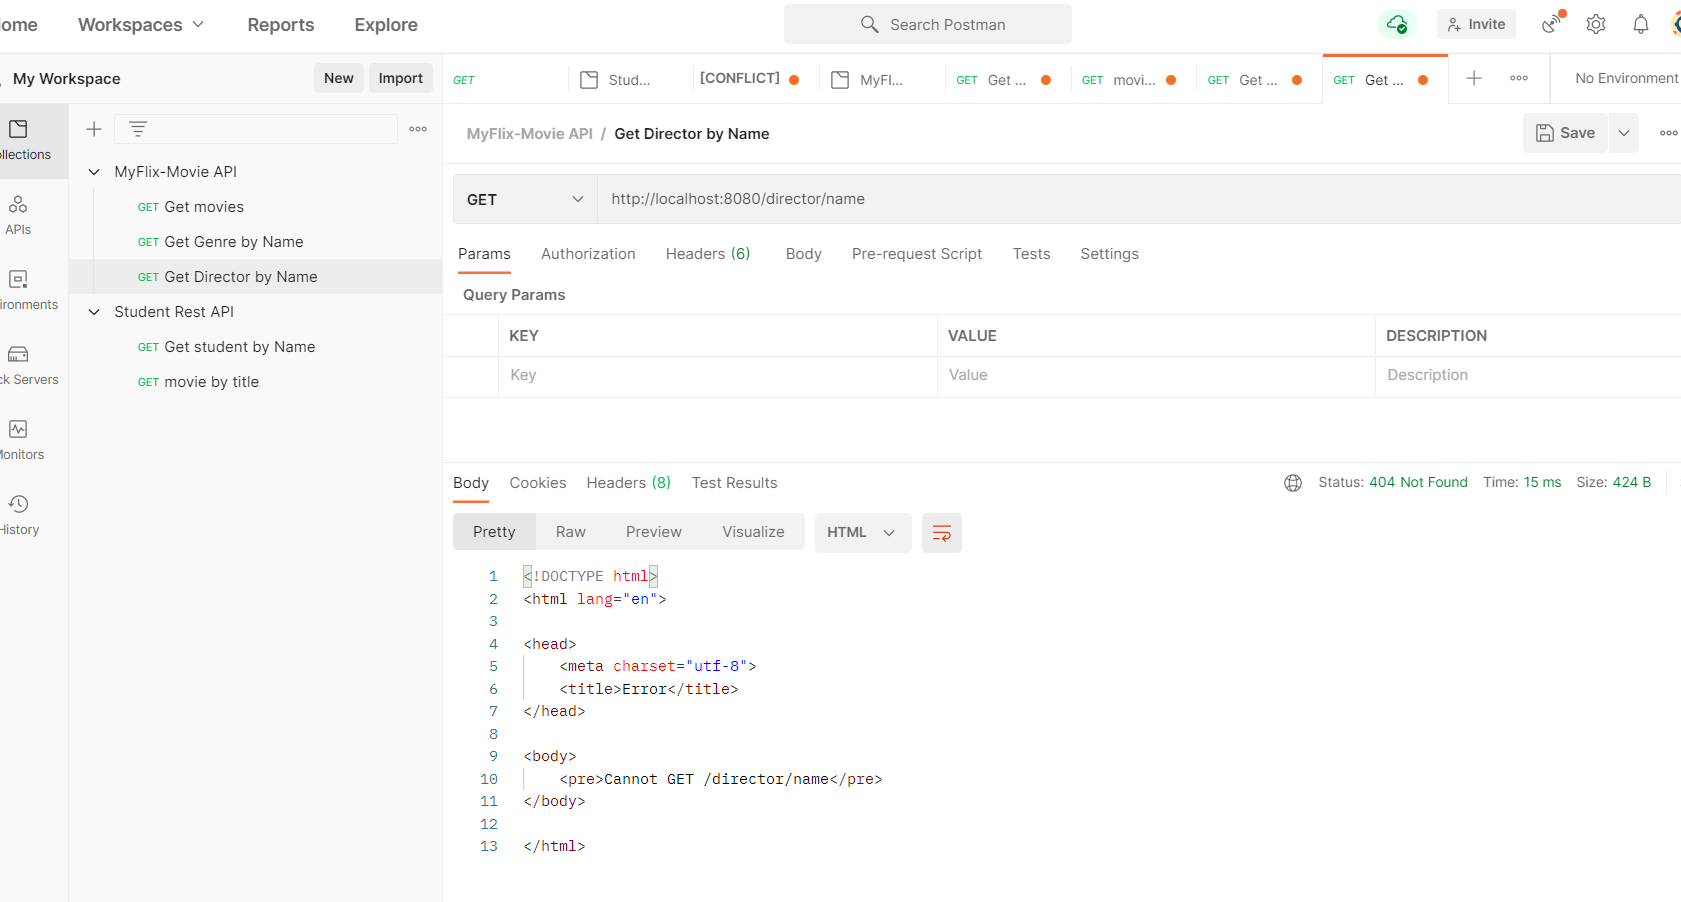 ome Workspaces Reports Explore Search Postman Invite
My Workspace New Import
GET Stud... [CONFLICT] MyFl... GET Get ... GET movi... GET Get ... GET Get ... No Environment
llections
APIs
ironments
ck Servers
Monitors
History
MyFlix-Movie API
GET Get movies
GET Get Genre by Name
GET Get Director by Name
Student Rest API
GET Get student by Name
GET movie by title
MyFlix-Movie API / Get Director by Name Save
GET http://localhost:8080/director/name
Params Authorization Headers (6) Body Pre-request Script Tests Settings
Query Params
KEY VALUE DESCRIPTION
Key Value Description
Body Cookies Headers (8) Test Results Status: 404 Not Found Time: 15 ms Size: 424 B
Pretty Raw Preview Visualize HTML
1 <!DOCTYPE html>
2 <html lang="en">
3
4 <head>
5 <meta charset="utf-8">
6 <title>Error</title>
7 </head>
8
9 <body>
10 <pre>Cannot GET /director/name</pre>
11 </body>
12
13 </html>